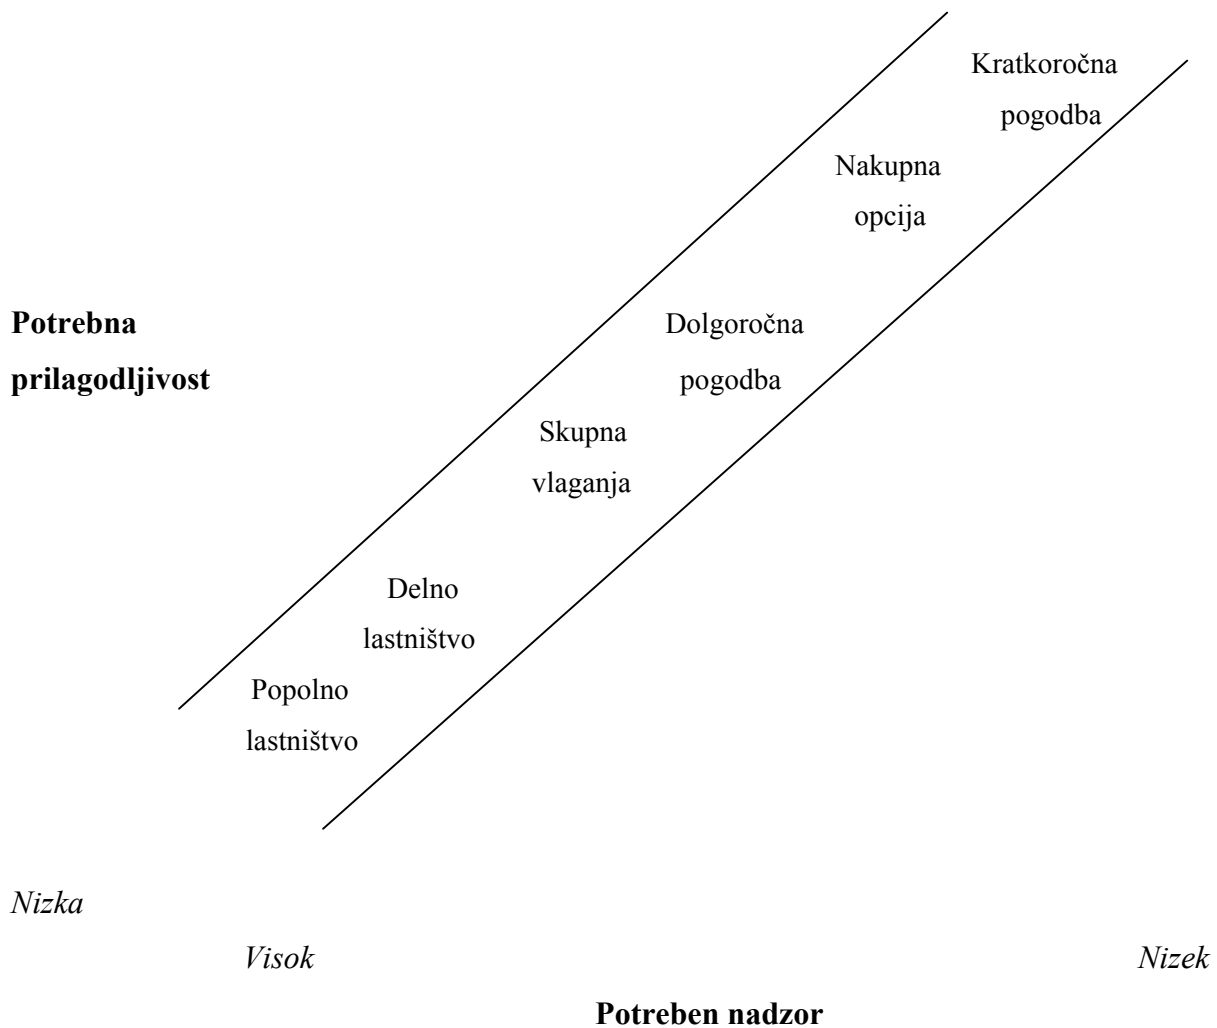 Kratkoročna
pogodba
Nakupna
opcija
Potrebna
prilagodljivost
Dolgoročna
pogodba
Skupna
vlaganja
Delno
lastništvo
Popolno
lastništvo
Nizka
Visok
Nizek
Potreben nadzor